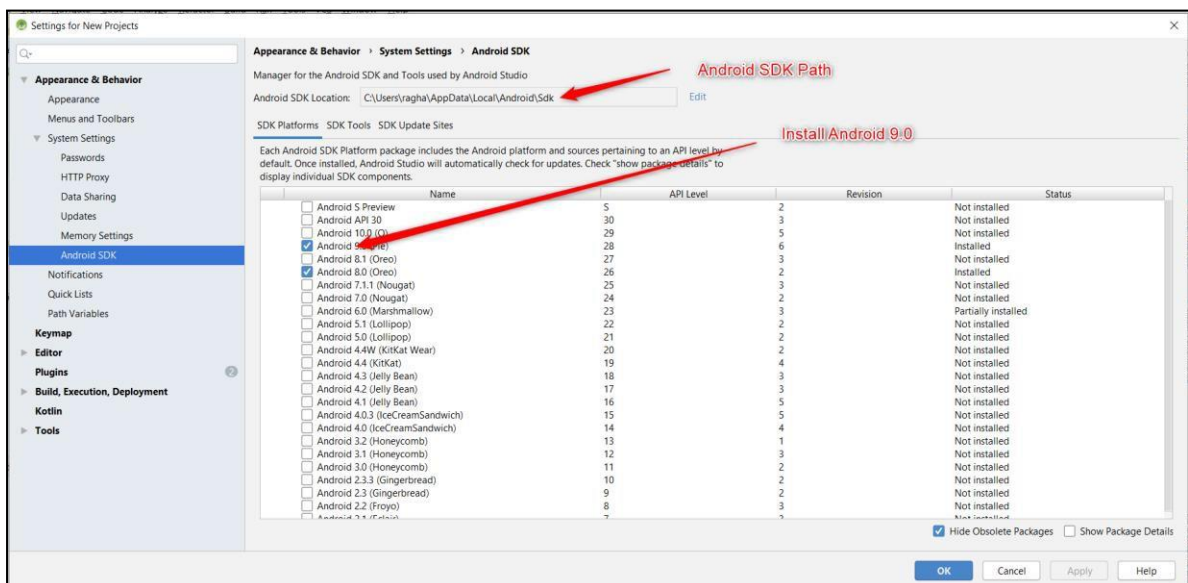 Settings for New Projects
Appearance & Behavior
Appearance
Menus and Toolbars
System Settings
Passwords
HTTP Proxy
Data Sharing
Updates
Memory Settings
Android SDK
Notifications
Quick Lists
Path Variables
Keymap
Editor
Plugins 2
Build, Execution, Deployment
Kotlin
Tools
Appearance & Behavior › System Settings › Android SDK
Manager for the Android SDK and Tools used by Android Studio
Android SDK Path
Android SDK Location: C:\Users\ragha\AppData\Local\Android\Sdk Edit
SDK Platforms SDK Tools SDK Update Sites
Install Android 9.0
Each Android SDK Platform package includes the Android platform and sources pertaining to an API level by
default. Once installed, Android Studio will automatically check for updates. Check "show package details" to
display individual SDK components.
Name API Level Revision Status
Android S Preview S 2 Not installed
Android API 30 30 3 Not installed
Android 10.0 (Q) 29 5 Not installed
Android 9.0 (Pie) 28 6 Installed
Android 8.1 (Oreo) 27 3 Not installed
Android 8.0 (Oreo) 26 2 Installed
Android 7.1.1 (Nougat) 25 3 Not installed
Android 7.0 (Nougat) 24 2 Not installed
Android 6.0 (Marshmallow) 23 3 Partially installed
Android 5.1 (Lollipop) 22 2 Not installed
Android 5.0 (Lollipop) 21 2 Not installed
Android 4.4W (KitKat Wear) 20 2 Not installed
Android 4.4 (KitKat) 19 4 Not installed
Android 4.3 (Jelly Bean) 18 3 Not installed
Android 4.2 (Jelly Bean) 17 3 Not installed
Android 4.1 (Jelly Bean) 16 5 Not installed
Android 4.0.3 (IceCreamSandwich) 15 5 Not installed
Android 4.0 (IceCreamSandwich) 14 4 Not installed
Android 3.2 (Honeycomb) 13 1 Not installed
Android 3.1 (Honeycomb) 12 3 Not installed
Android 3.0 (Honeycomb) 11 2 Not installed
Android 2.3.3 (Gingerbread) 10 2 Not installed
Android 2.3 (Gingerbread) 9 2 Not installed
Android 2.2 (Froyo) 8 3 Not installed
Android 2.1 (Eclair) 7 3 Not installed
Hide Obsolete Packages Show Package Details
OK Cancel Apply Help